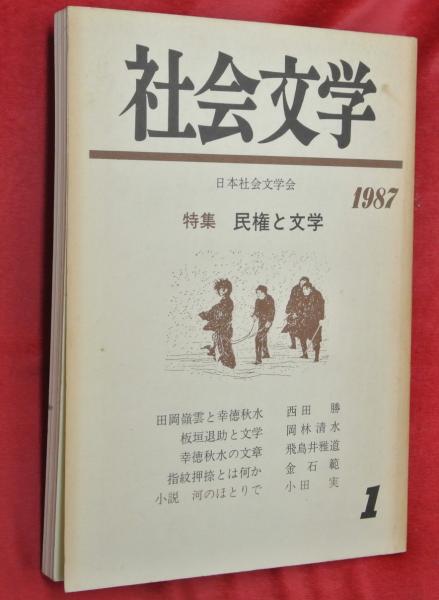 社会文学
日本社会文学会
1987
特集 民権と文学
田岡嶺雲と幸徳秋水 西田 勝
板垣退助と文学 岡林清水
幸徳秋水の文章 飛鳥井雅道
指紋押捺とは何か 金石範
小説 河のほとりで 小田 実
1